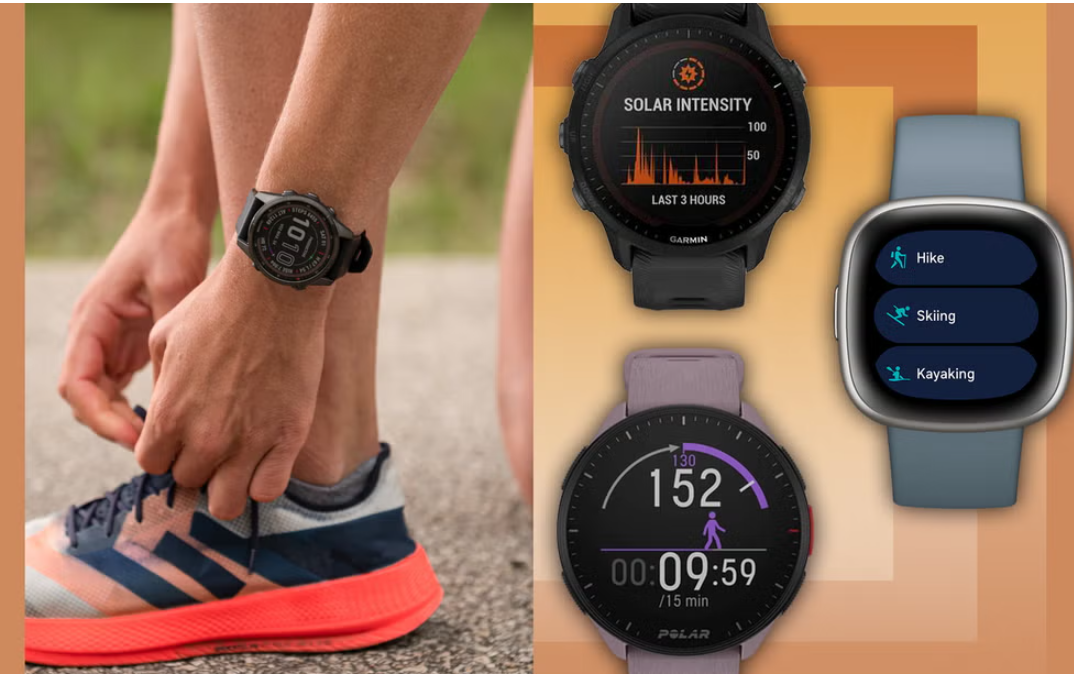 1010
SOLAR INTENSITY
100
50
LAST 3 HOURS
GARMIN
Hike
Skiing
Kayaking
130
152
00:09:59
/15 min
POLAR